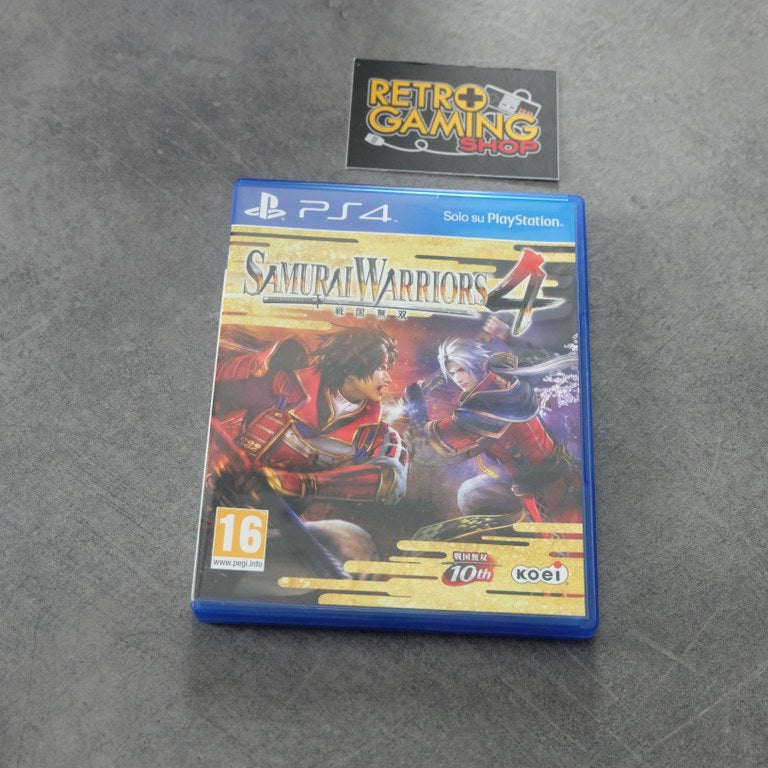 RETRO
GAMING
SHOP
PS4
Solo su PlayStation
SAMURAI WARRIORS 4
戦国無双
16
www.pegi.info
戦国無双
10th
KOEI